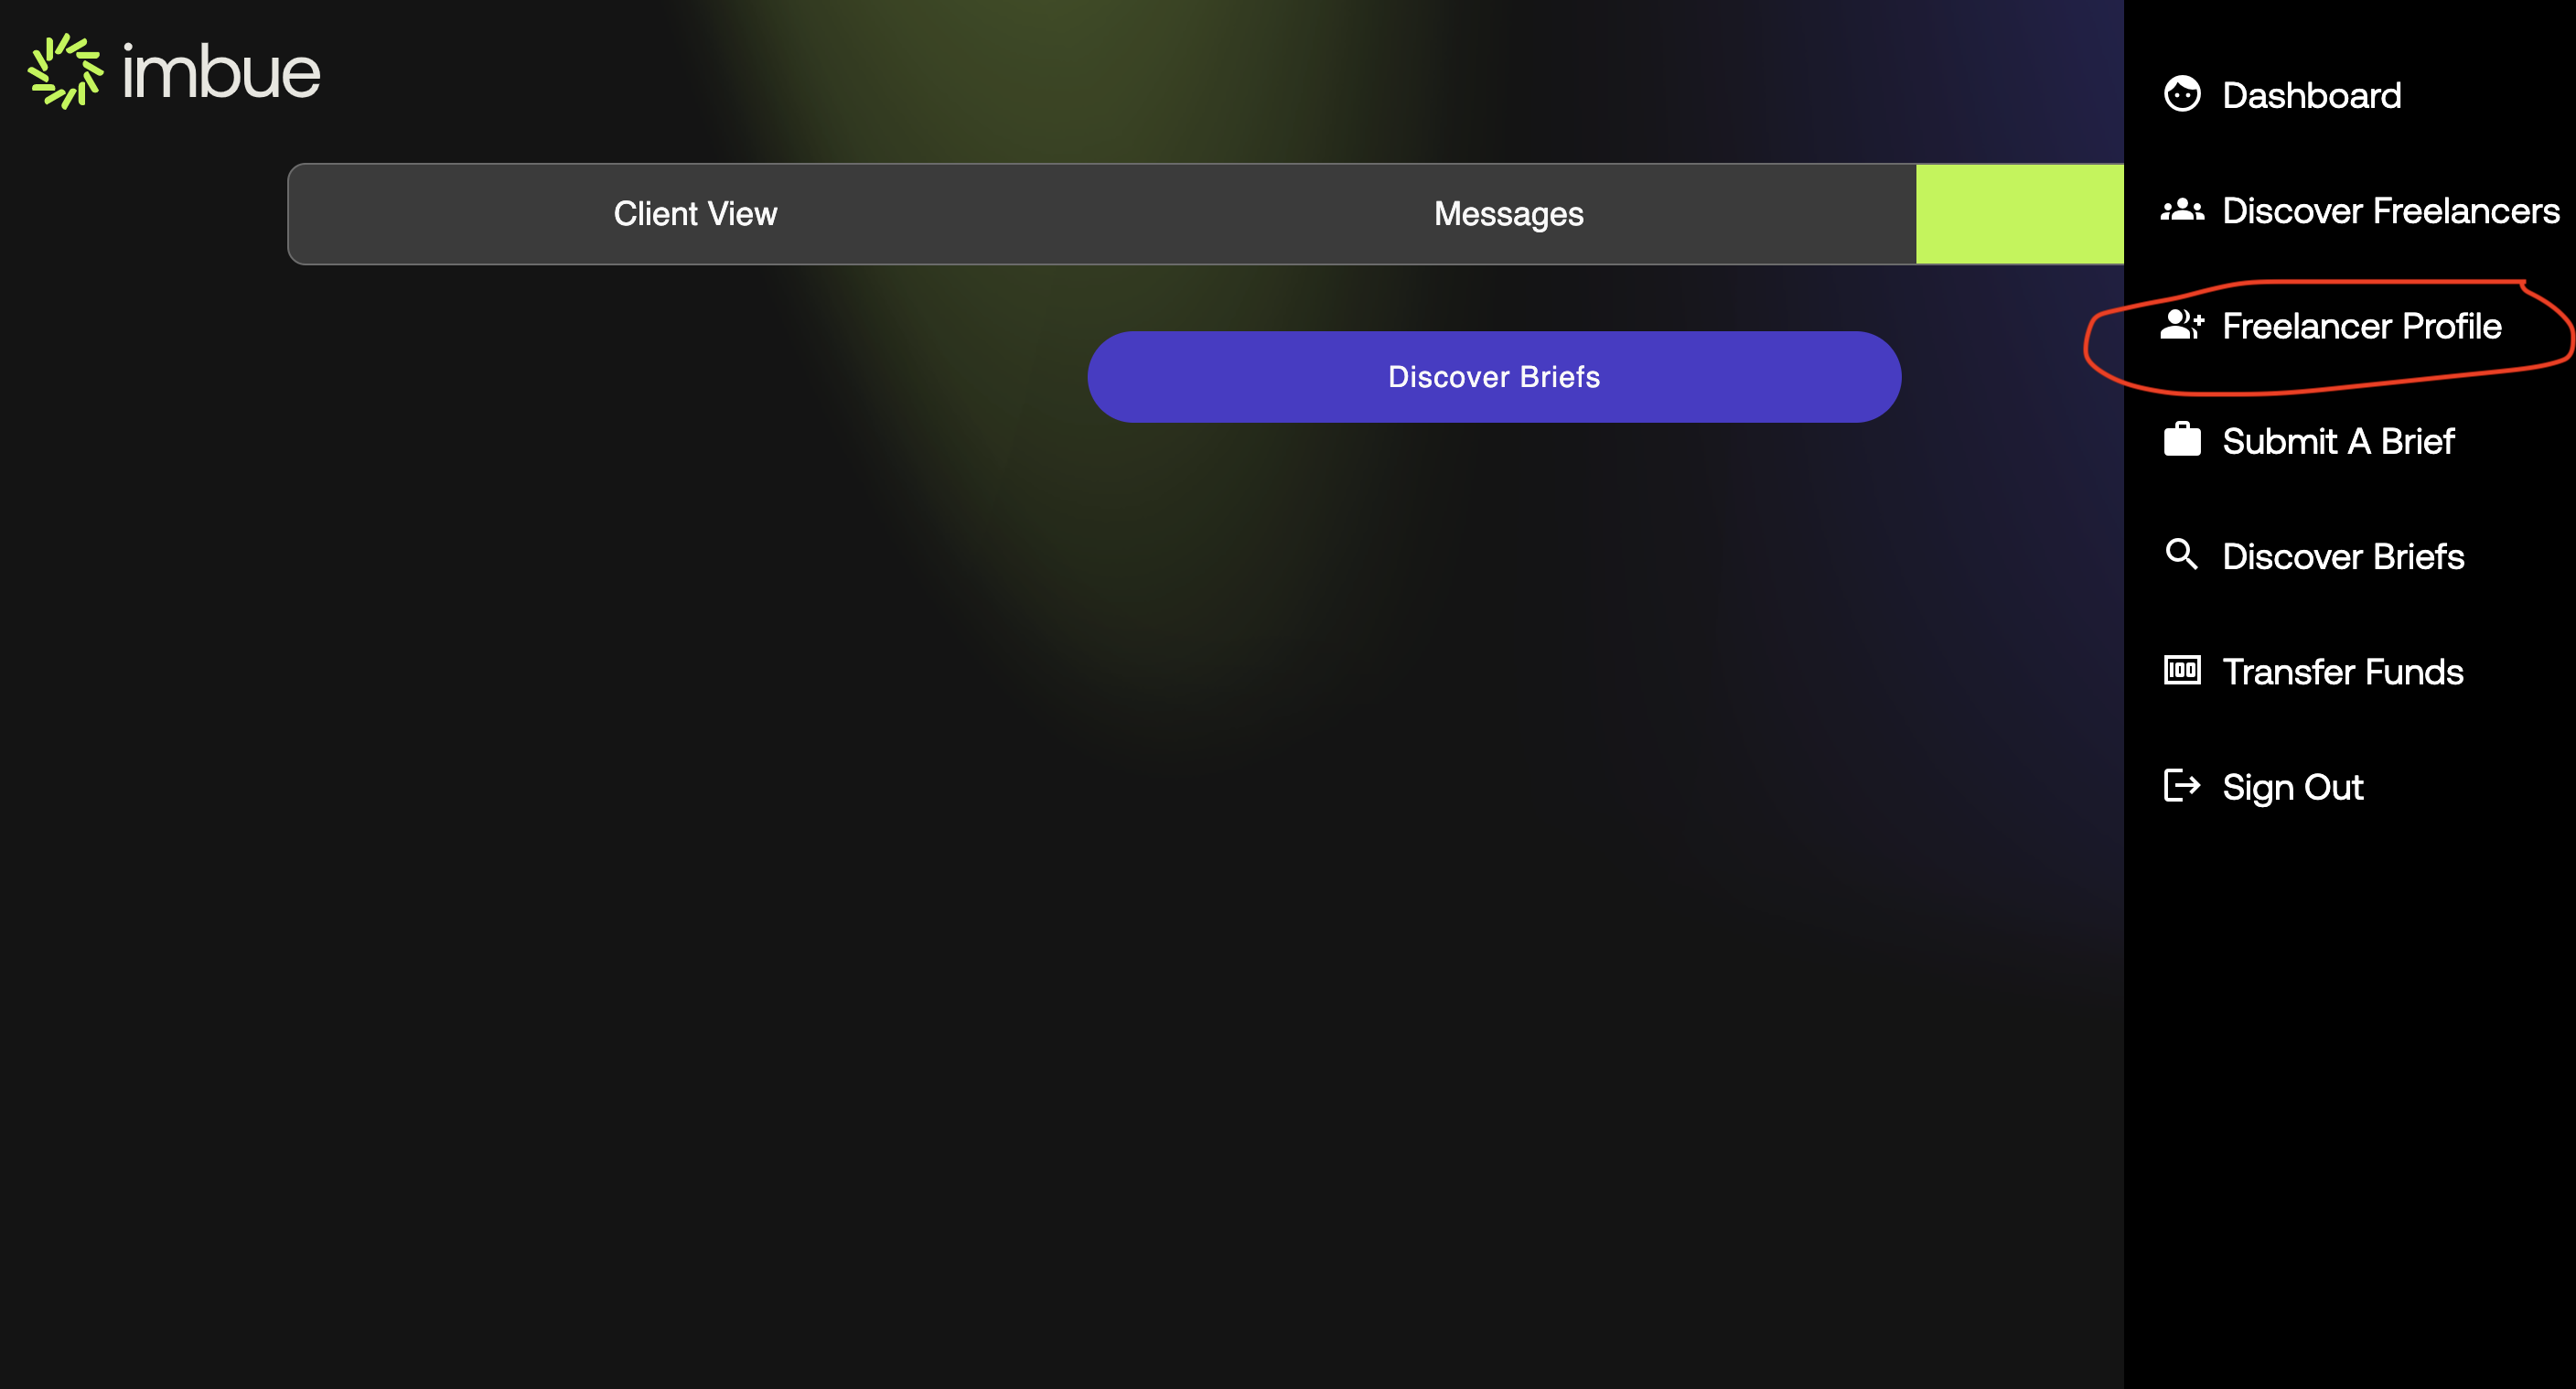 imbue
Client View
Messages
Discover Briefs
Dashboard
Discover Freelancers
Freelancer Profile
Submit A Brief
Discover Briefs
Transfer Funds
Sign Out